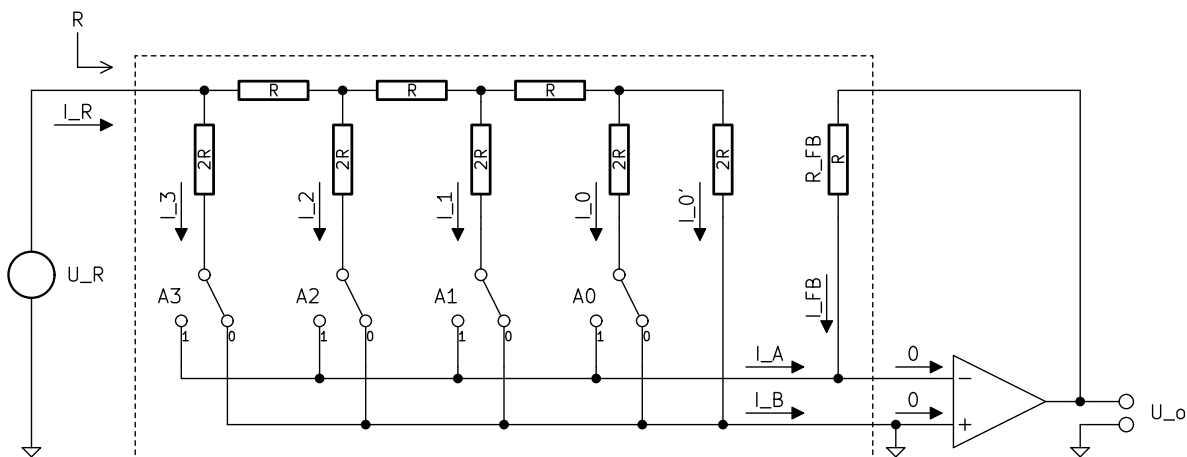 R
I_R
R
R
R
2R
2R
2R
2R
2R
R_FB
R
I_3
I_2
I_1
I_0
I_0'
U_R
A3
A2
A1
A0
I_FB
1
0
1
0
1
0
1
0
I_A
0
I_B
0
−
+
U_o